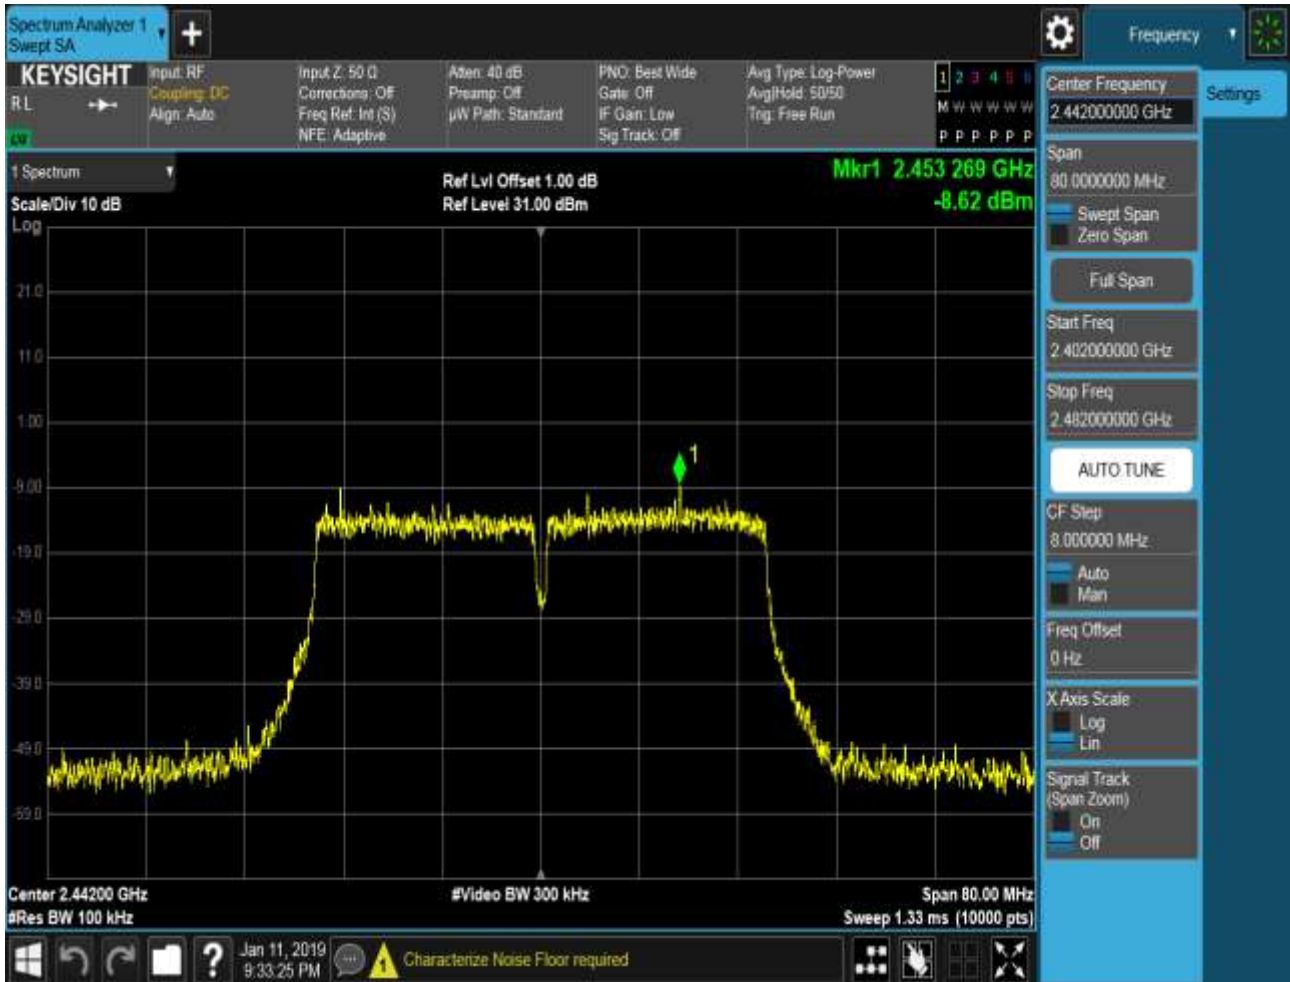 Spectrum Analyzer 1
Swept SA
+
Frequency
KEYSIGHT
RL
LW
Input: RF
Coupling: DC
Align: Auto
Input Z: 50 Ω
Corrections: Off
Freq Ref: Int (S)
NFE: Adaptive
Atten: 40 dB
Preamp: Off
µW Path: Standard
PNO: Best Wide
Gate: Off
IF Gain: Low
Sig Track: Off
Avg Type: Log-Power
Avg|Hold: 50/50
Trig: Free Run
1 2 3 4 5 6
M W W W W W
P P P P P P
1 Spectrum
Scale/Div 10 dB
Log
Ref Lvl Offset 1.00 dB
Ref Level 31.00 dBm
Mkr1 2.453 269 GHz
-8.62 dBm
21.0
11.0
1.00
-9.00
-19.0
-29.0
-39.0
-49.0
-59.0
1
Center 2.44200 GHz
#Res BW 100 kHz
#Video BW 300 kHz
Span 80.00 MHz
Sweep 1.33 ms (10000 pts)
Center Frequency
2.442000000 GHz
Settings
Span
80.0000000 MHz
Swept Span
Zero Span
Full Span
Start Freq
2.402000000 GHz
Stop Freq
2.482000000 GHz
AUTO TUNE
CF Step
8.000000 MHz
Auto
Man
Freq Offset
0 Hz
X Axis Scale
Log
Lin
Signal Track
(Span Zoom)
On
Off
?
Jan 11, 2019
9:33:25 PM
1
Characterize Noise Floor required